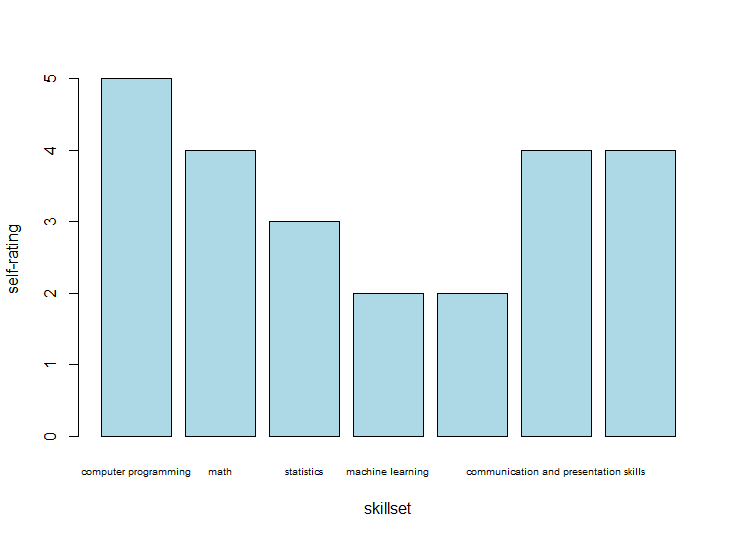 self-rating
5
4
3
2
1
0
computer programming math statistics machine learning communication and presentation skills
skillset